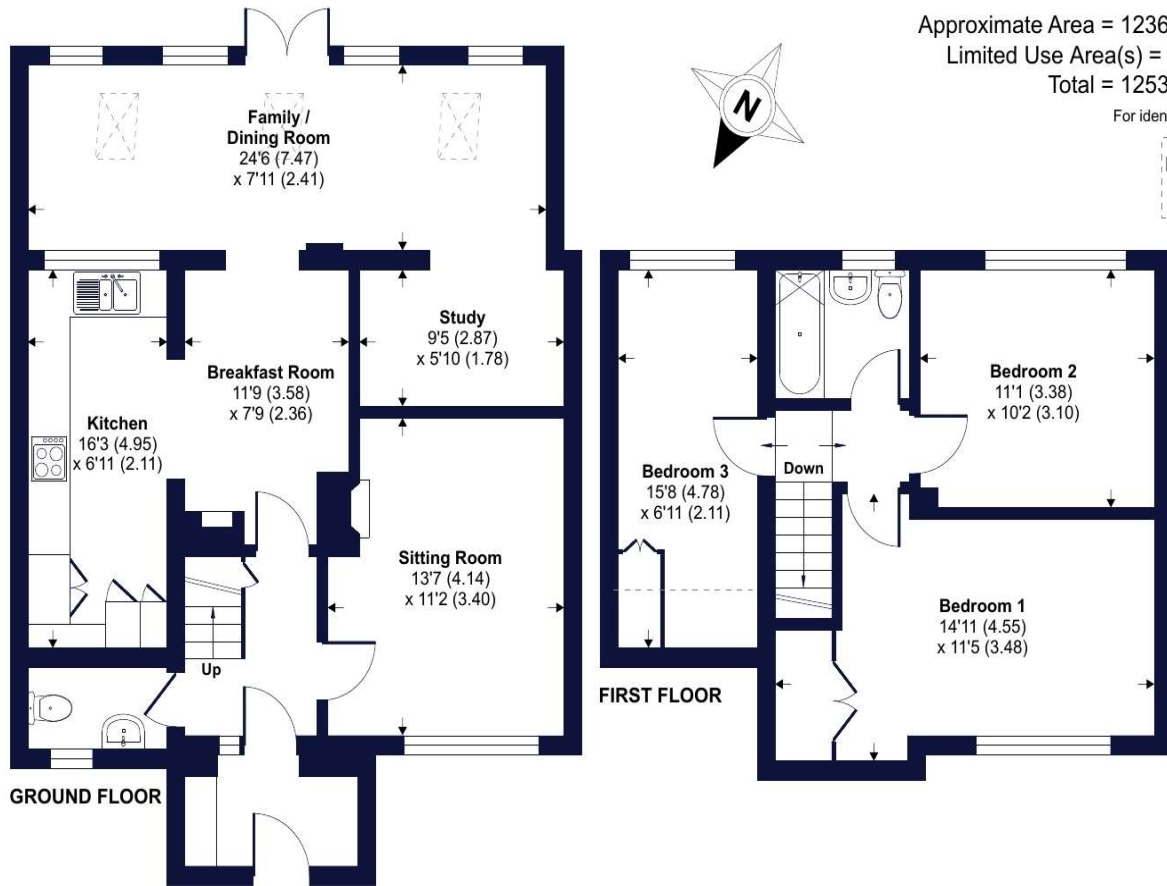 Approximate Area = 1236
Limited Use Area(s) =
Total = 1253
For iden
N
Family /
Dining Room
24'6 (7.47)
x 7'11 (2.41)
Study
9'5 (2.87)
x 5'10 (1.78)
Breakfast Room
11'9 (3.58)
x 7'9 (2.36)
Kitchen
16'3 (4.95)
x 6'11 (2.11)
Sitting Room
13'7 (4.14)
x 11'2 (3.40)
Up
GROUND FLOOR
Bedroom 2
11'1 (3.38)
x 10'2 (3.10)
Down
Bedroom 3
15'8 (4.78)
x 6'11 (2.11)
Bedroom 1
14'11 (4.55)
x 11'5 (3.48)
FIRST FLOOR